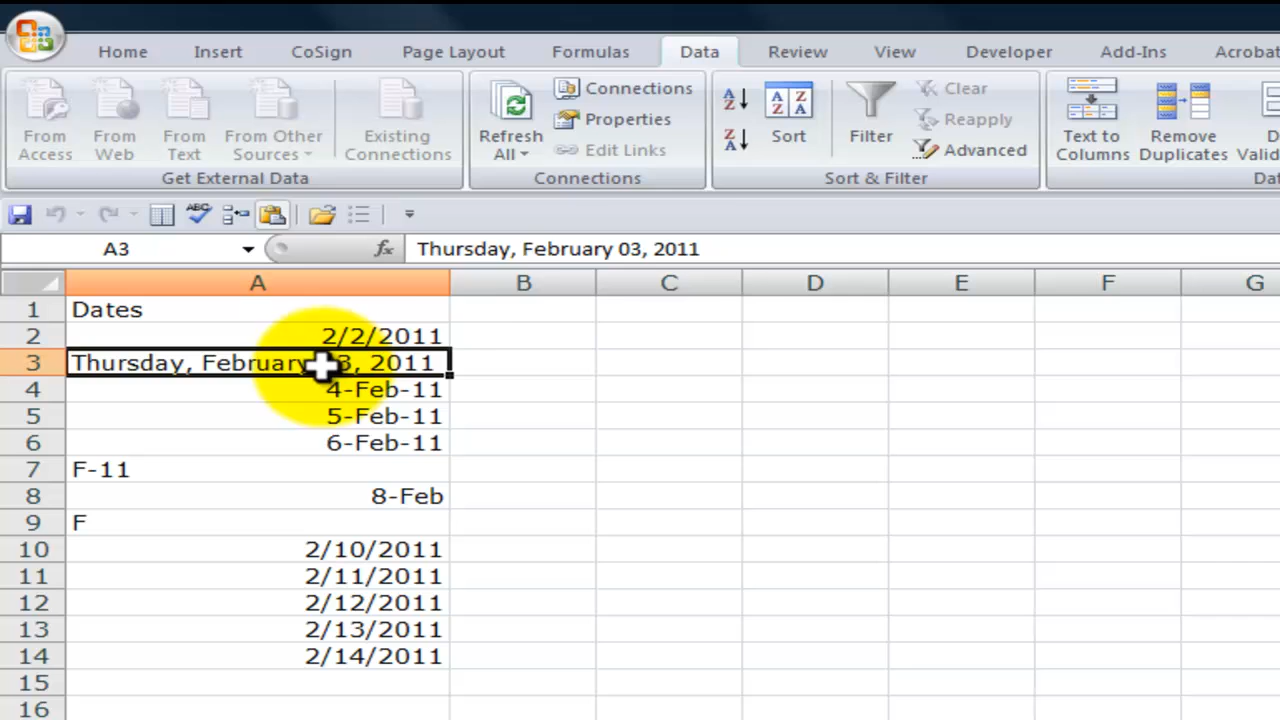 Home Insert CoSign Page Layout Formulas Data Review View Developer Add-Ins Acrobat
From Access
From Web
From Text
From Other Sources
Existing Connections
Get External Data
Refresh All
Connections
Properties
Edit Links
Connections
Sort
Filter
Clear
Reapply
Advanced
Sort & Filter
Text to Columns
Remove Duplicates
A3 fx Thursday, February 03, 2011
A B C D E F G
1 Dates
2 2/2/2011
3 Thursday, February 03, 2011
4 4-Feb-11
5 5-Feb-11
6 6-Feb-11
7 F-11
8 8-Feb
9 F
10 2/10/2011
11 2/11/2011
12 2/12/2011
13 2/13/2011
14 2/14/2011
15
16